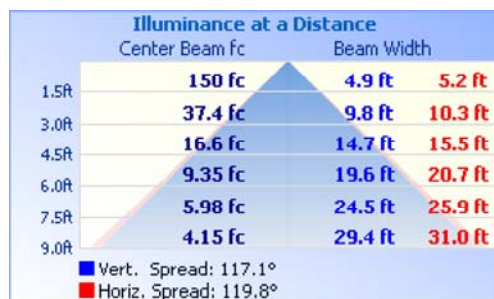 Illuminance at a Distance
Center Beam fc Beam Width
1.5ft 150 fc 4.9 ft 5.2 ft
3.0ft 37.4 fc 9.8 ft 10.3 ft
4.5ft 16.6 fc 14.7 ft 15.5 ft
6.0ft 9.35 fc 19.6 ft 20.7 ft
7.5ft 5.98 fc 24.5 ft 25.9 ft
9.0ft 4.15 fc 29.4 ft 31.0 ft
Vert. Spread: 117.1°
Horiz. Spread: 119.8°